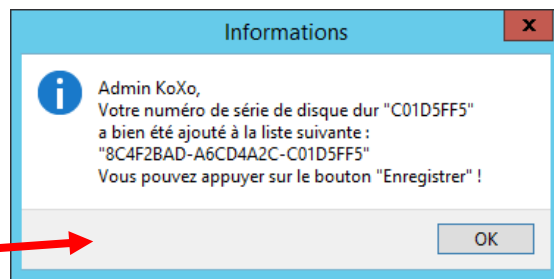 Informations
x
Admin KoXo,
Votre numéro de série de disque dur "C01D5FF5"
a bien été ajouté à la liste suivante :
"8C4F2BAD-A6CD4A2C-C01D5FF5"
Vous pouvez appuyer sur le bouton "Enregistrer" !
OK